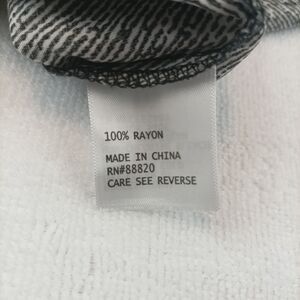 100% RAYON
MADE IN CHINA
RN#88820
CARE SEE REVERSE